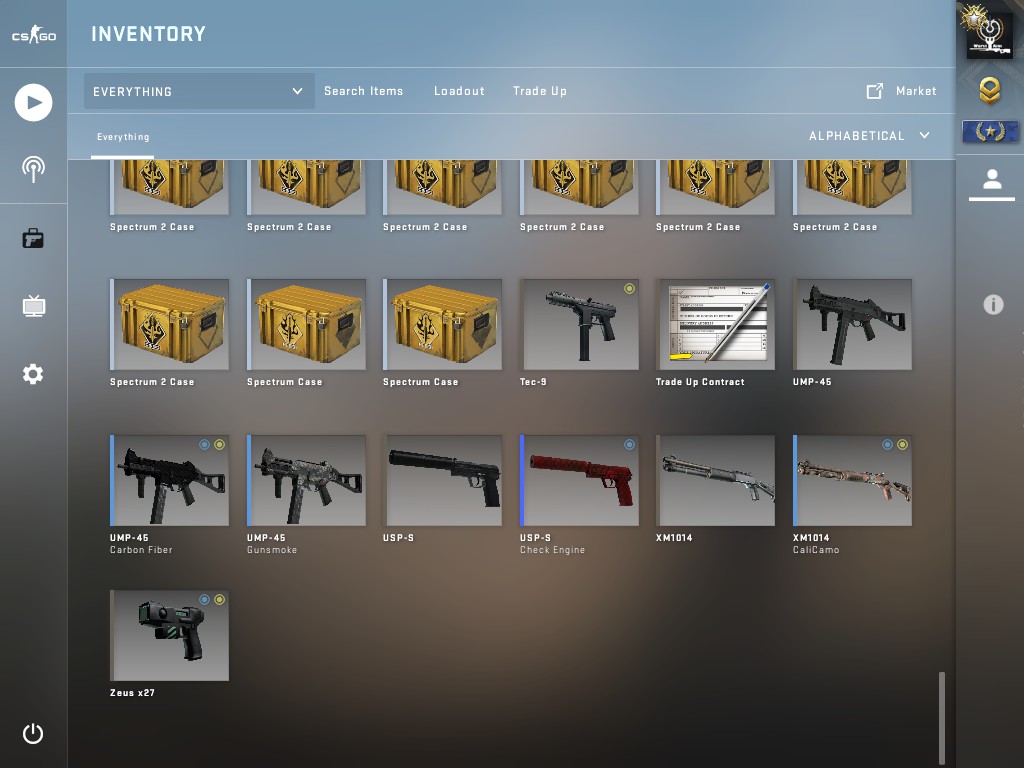 CS GO
INVENTORY
EVERYTHING
Search Items
Loadout
Trade Up
Market
Everything
ALPHABETICAL
Spectrum 2 Case
Spectrum 2 Case
Spectrum 2 Case
Spectrum 2 Case
Spectrum 2 Case
Spectrum 2 Case
Spectrum 2 Case
Spectrum Case
Spectrum Case
Tec-9
Trade Up Contract
UMP-45
UMP-45
Carbon Fiber
UMP-45
Gunsmoke
USP-S
USP-S
Check Engine
XM1014
XM1014
CaliCamo
Zeus x27